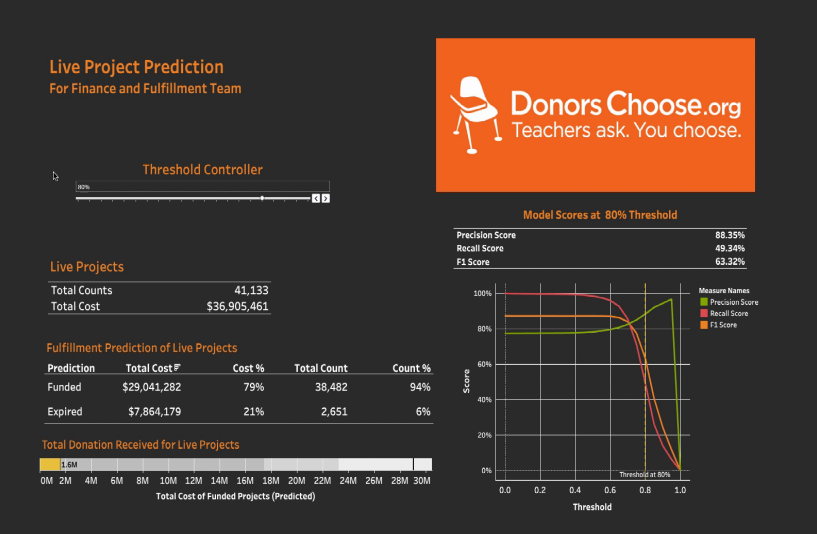 Live Project Prediction
For Finance and Fulfillment Team
DonorsChoose.org
Teachers ask. You choose.
Threshold Controller
80%
Live Projects
Total Counts 41,133
Total Cost $36,905,461
Fulfillment Prediction of Live Projects
Prediction Total Cost Cost % Total Count Count %
Funded $29,041,282 79% 38,482 94%
Expired $7,864,179 21% 2,651 6%
Total Donation Received for Live Projects
1.6M
0M 2M 4M 6M 8M 10M 12M 14M 16M 18M 20M 22M 24M 26M 28M 30M
Total Cost of Funded Projects (Predicted)
Model Scores at 80% Threshold
Precision Score 88.35%
Recall Score 49.34%
F1 Score 63.32%
Measure Names
Precision Score
Recall Score
F1 Score
100%
80%
60%
40%
20%
0%
Score
Threshold at 80%
0.0 0.2 0.4 0.6 0.8 1.0
Threshold